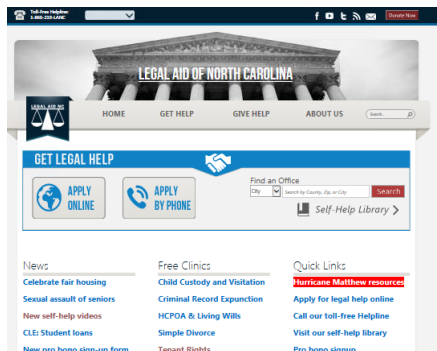 Toll-Free Helpline:
1-866-219-LANC
Donate Now
LEGAL AID OF NORTH CAROLINA
LEGAL AID NC
HOME GET HELP GIVE HELP ABOUT US Search..
GET LEGAL HELP
Find an Office
APPLY ONLINE
APPLY BY PHONE
City Search by County, Zip, or City Search
Self-Help Library >
News
Celebrate fair housing
Sexual assault of seniors
New self-help videos
CLE: Student loans
New pro bono sign-up form
Free Clinics
Child Custody and Visitation
Criminal Record Expunction
HCPOA & Living Wills
Simple Divorce
Tenant Rights
Quick Links
Hurricane Matthew resources
Apply for legal help online
Call our toll-free Helpline
Visit our self-help library
Pro bono signup